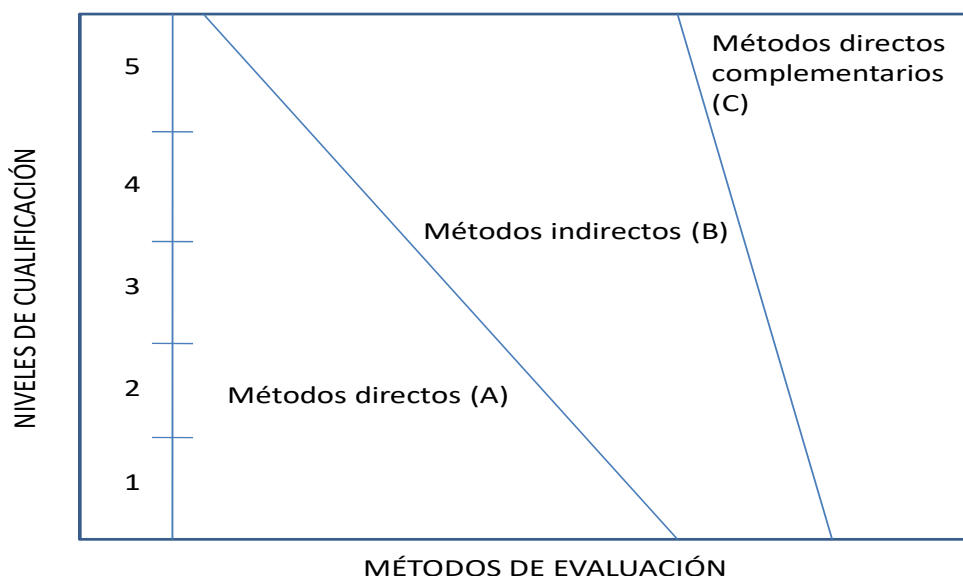 Métodos directos
complementarios
(C)
5
4
Métodos indirectos (B)
3
2
Métodos directos (A)
1
NIVELES DE CUALIFICACIÓN
MÉTODOS DE EVALUACIÓN